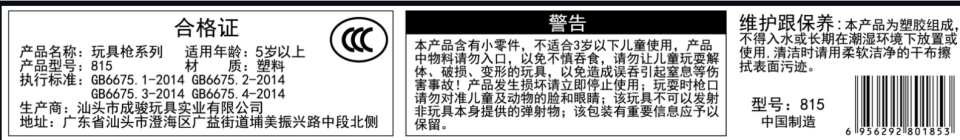 合格证
产品名称：玩具枪系列 适用年龄：5岁以上
产品型号：815 材 质：塑料
执行标准：GB6675.1-2014 GB6675.2-2014
GB6675.3-2014 GB6675.4-2014
生产商：汕头市成骏玩具实业有限公司
地址：广东省汕头市澄海区广益街道埔美振兴路中段北侧
CCC
警告
本产品含有小零件，不适合3岁以下儿童使用，产品
中物料请勿入口，以免不慎吞食，请勿让儿童玩耍解
体、破损、变形的玩具，以免造成误吞引起窒息等伤
害事故！产品发生损坏请立即停止使用；玩耍时枪口
请勿对准儿童及动物的脸和眼睛；该玩具不可以发射
非玩具本身提供的弹射物；该包装有重要信息应予以
保留。
维护跟保养：本产品为塑胶组成，
不得入水或长期在潮湿环境下放置或
使用.清洁时请用柔软洁净的干布擦
拭表面污迹。
型号：815
中国制造
6 956292 801853